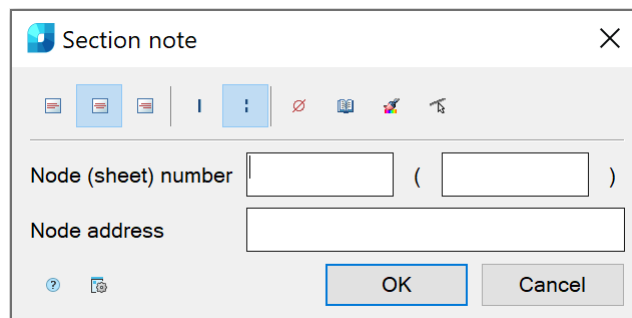 Section note
Node (sheet) number ( )
Node address
? OK Cancel